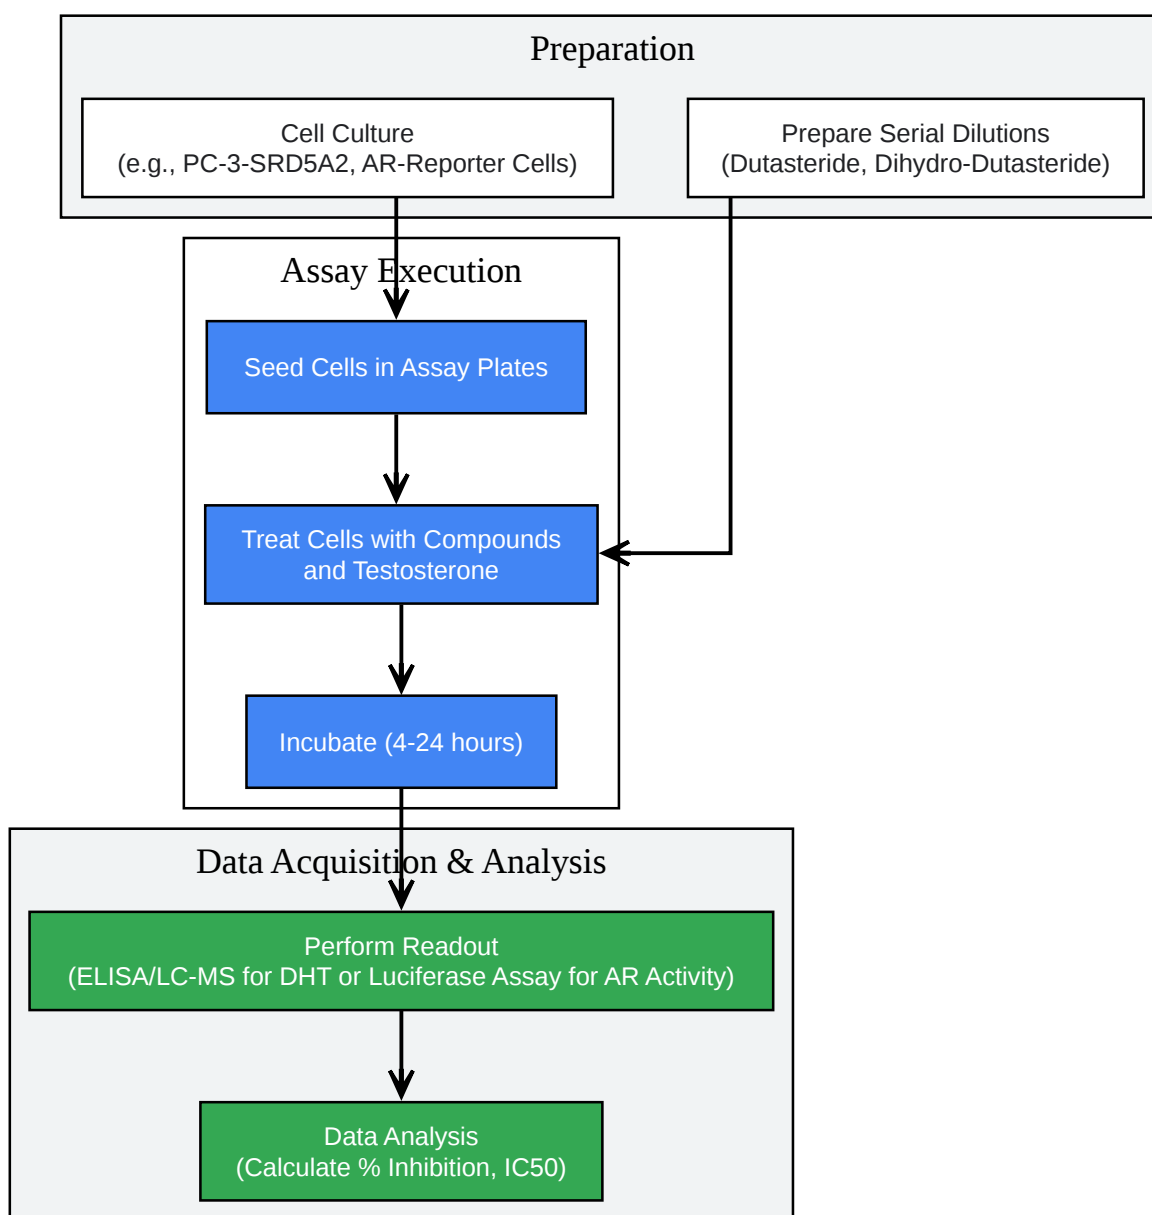 Preparation
Cell Culture
(e.g., PC-3-SRD5A2, AR-Reporter Cells)
Prepare Serial Dilutions
(Dutasteride, Dihydro-Dutasteride)
Assay Execution
Seed Cells in Assay Plates
Treat Cells with Compounds
and Testosterone
Incubate (4-24 hours)
Data Acquisition & Analysis
Perform Readout
(ELISA/LC-MS for DHT or Luciferase Assay for AR Activity)
Data Analysis
(Calculate % Inhibition, IC50)